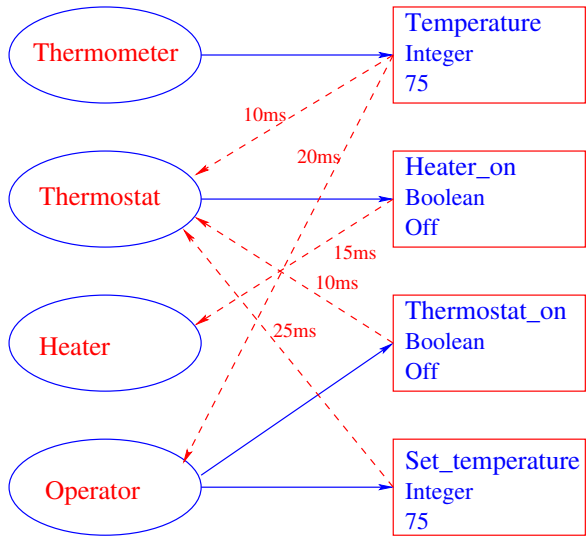 Thermometer
Temperature
Integer
75
10ms
20ms
Thermostat
Heater_on
Boolean
Off
15ms
10ms
Heater
25ms
Thermostat_on
Boolean
Off
Operator
Set_temperature
Integer
75